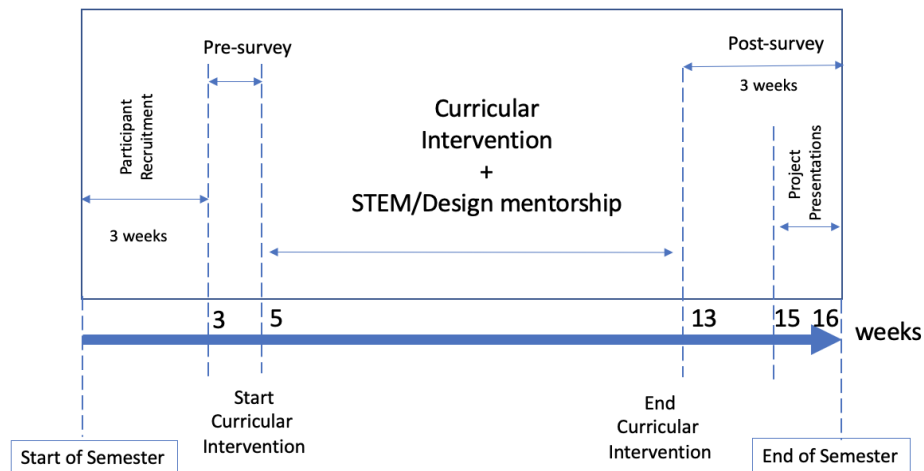 Pre-survey
Post-survey
3 weeks
Participant
Recruitment
3 weeks
Curricular
Intervention
+
STEM/Design mentorship
Project
Presentations
3
5
13
15
16
weeks
Start
Curricular
Intervention
End
Curricular
Intervention
Start of Semester
End of Semester